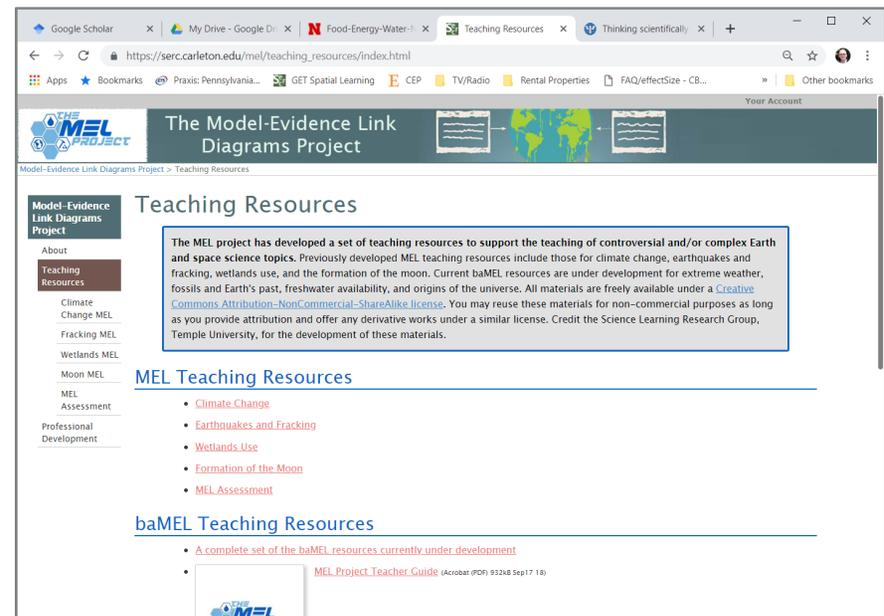 Google Scholar
My Drive - Google Dri
Food-Energy-Water-N
Teaching Resources
Thinking scientifically
https://serc.carleton.edu/mel/teaching_resources/index.html
Apps Bookmarks Praxis: Pennsylvania... GET Spatial Learning CEP TV/Radio Rental Properties FAQ/effectSize - CB... » Other bookmarks
Your Account
THE MEL PROJECT
The Model-Evidence Link
Diagrams Project
Model-Evidence Link Diagrams Project > Teaching Resources
Model-Evidence
Link Diagrams
Project
About
Teaching
Resources
Climate
Change MEL
Fracking MEL
Wetlands MEL
Moon MEL
MEL
Assessment
Professional
Development
Teaching Resources
The MEL project has developed a set of teaching resources to support the teaching of controversial and/or complex Earth
and space science topics. Previously developed MEL teaching resources include those for climate change, earthquakes and
fracking, wetlands use, and the formation of the moon. Current baMEL resources are under development for extreme weather,
fossils and Earth's past, freshwater availability, and origins of the universe. All materials are freely available under a Creative
Commons Attribution-NonCommercial-ShareAlike license. You may reuse these materials for non-commercial purposes as long
as you provide attribution and offer any derivative works under a similar license. Credit the Science Learning Research Group,
Temple University, for the development of these materials.
MEL Teaching Resources
• Climate Change
• Earthquakes and Fracking
• Wetlands Use
• Formation of the Moon
• MEL Assessment
baMEL Teaching Resources
• A complete set of the baMEL resources currently under development
• MEL Project Teacher Guide (Acrobat (PDF) 932kB Sep17 18)
THE
MEL